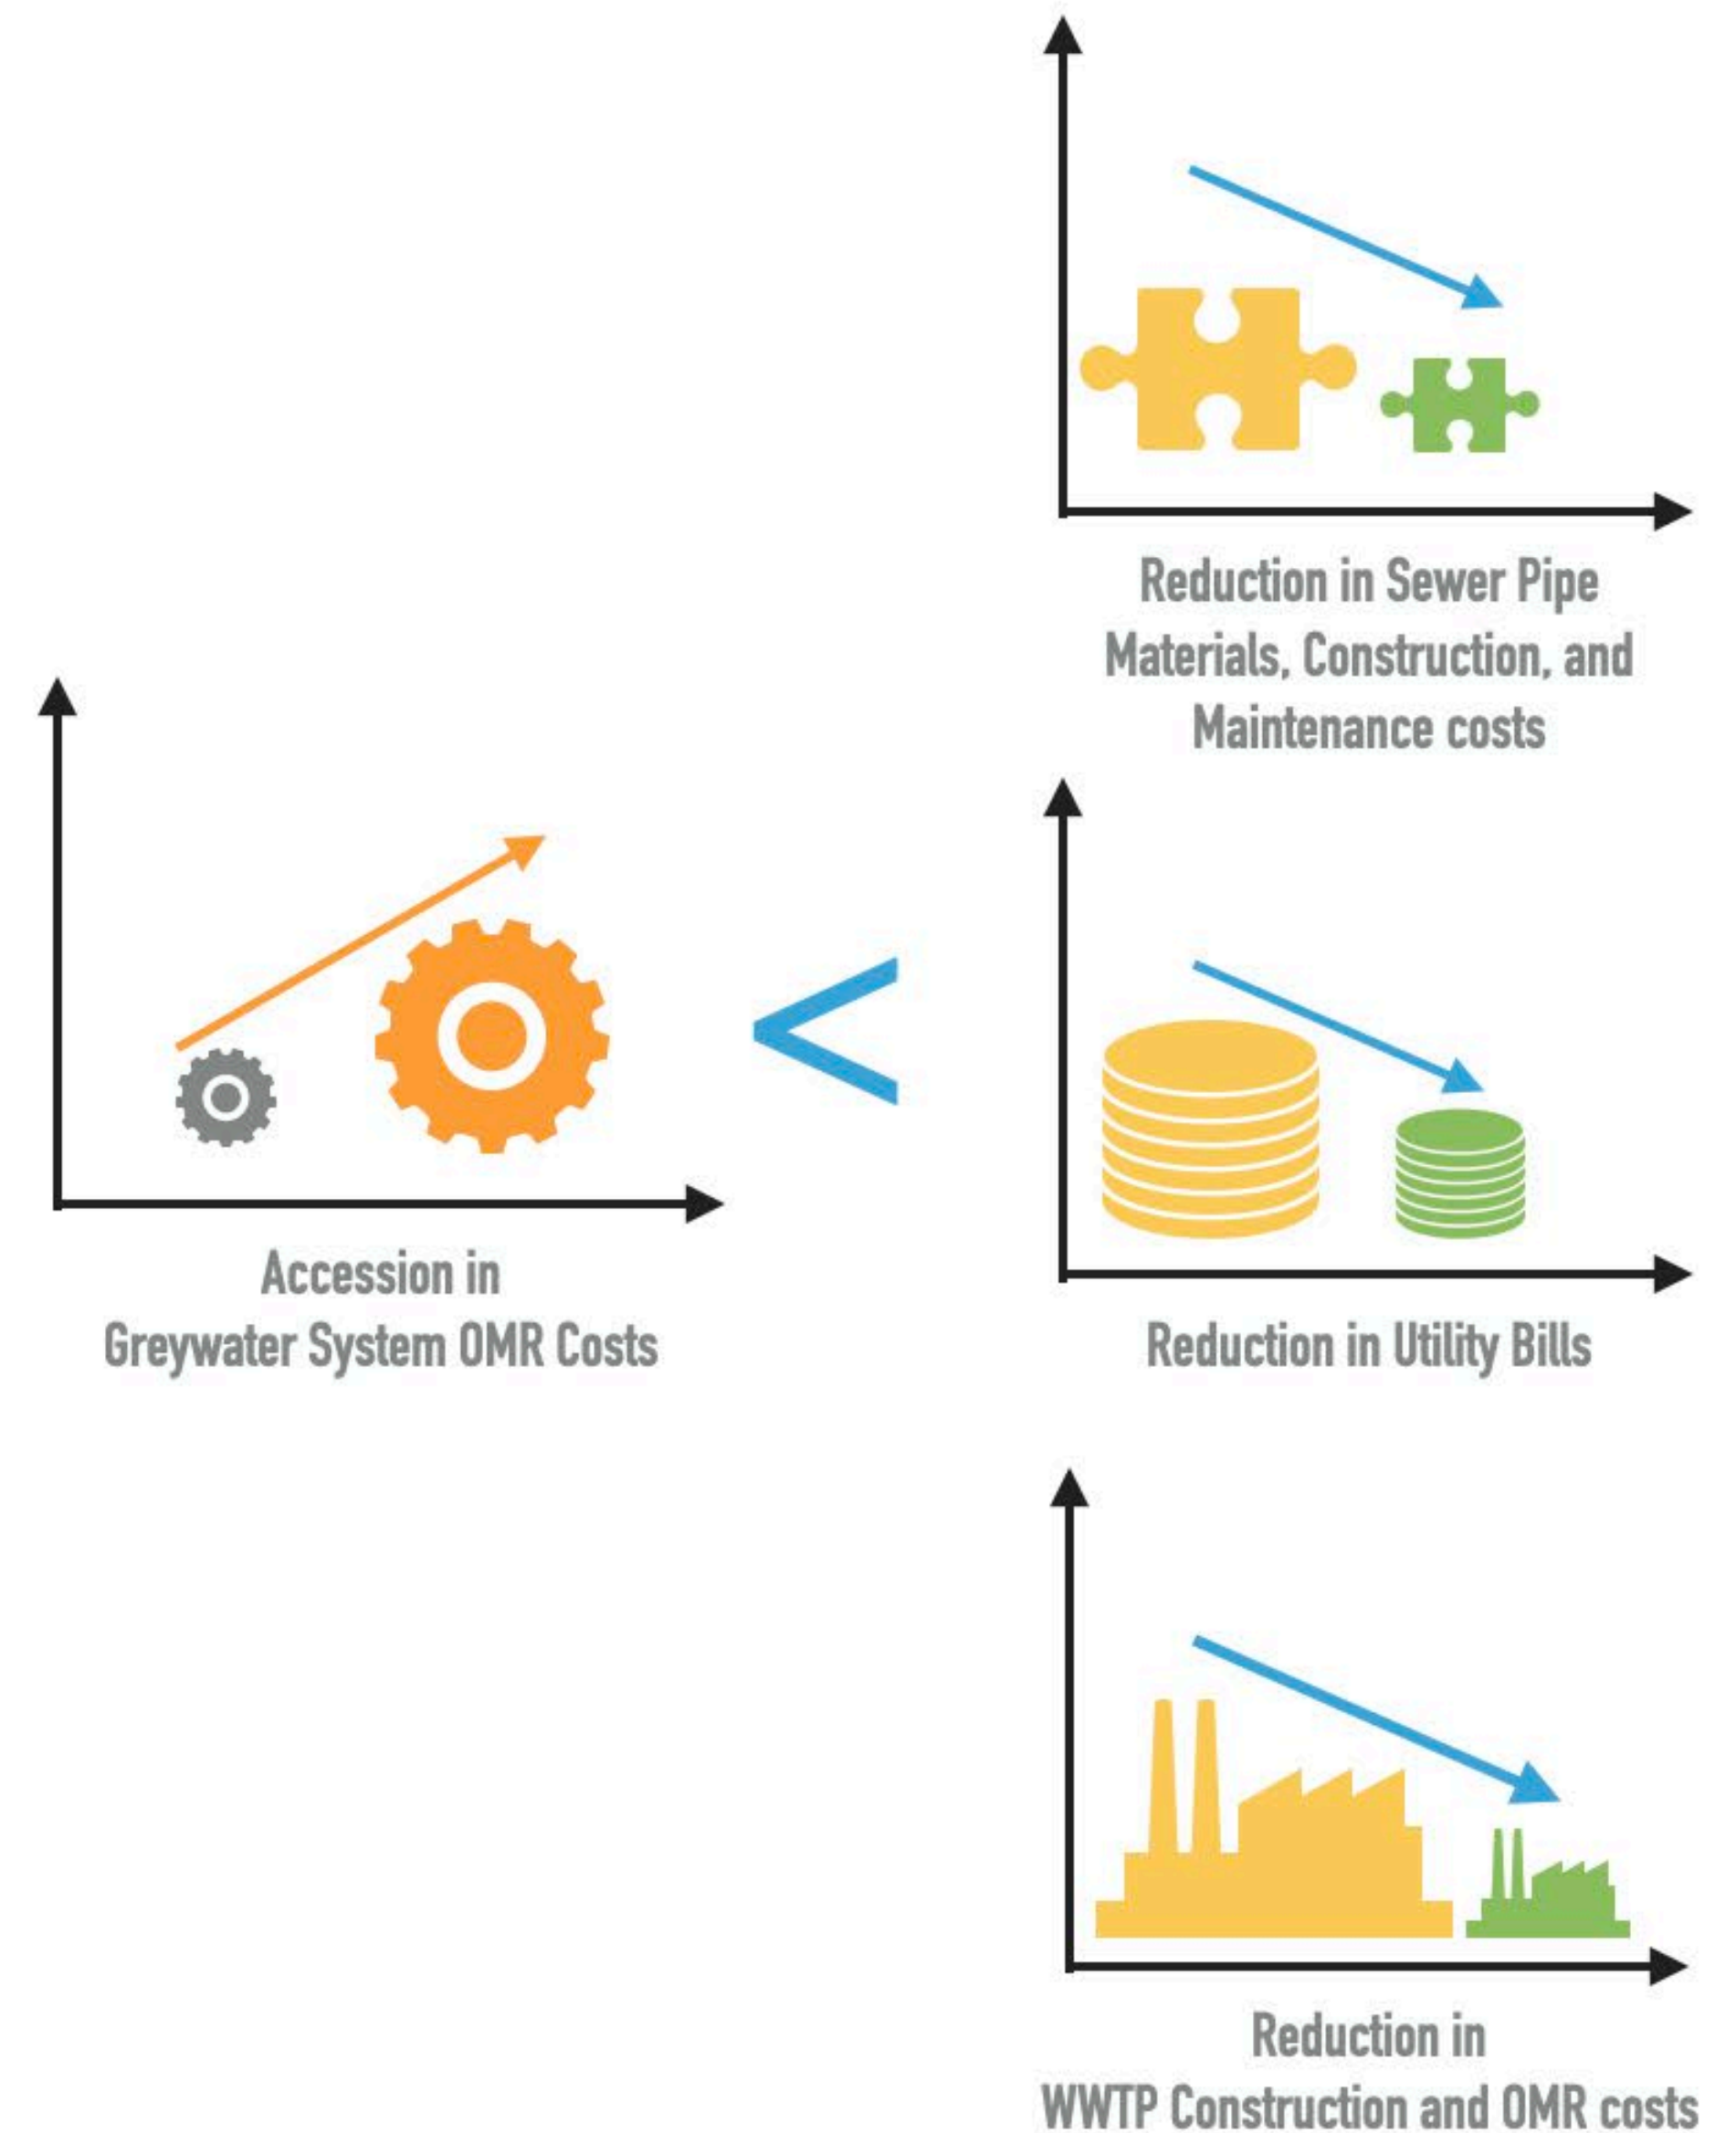 Reduction in Sewer Pipe
Materials, Construction, and
Maintenance costs
Accession in
Greywater System OMR Costs
<
Reduction in Utility Bills
Reduction in
WWTP Construction and OMR costs